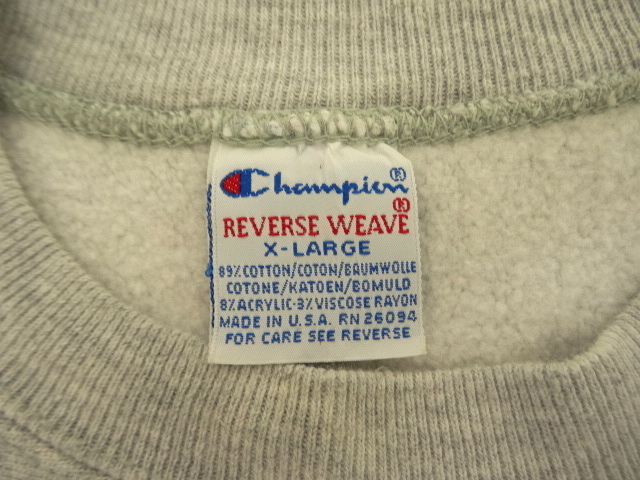 Champion®
REVERSE WEAVE®
X-LARGE
89% COTTON/COTON/BAUMWOLLE
COTONE/KATOEN/BOMULD
8% ACRYLIC-3% VISCOSE RAYON
MADE IN U.S.A. RN 26094
FOR CARE SEE REVERSE